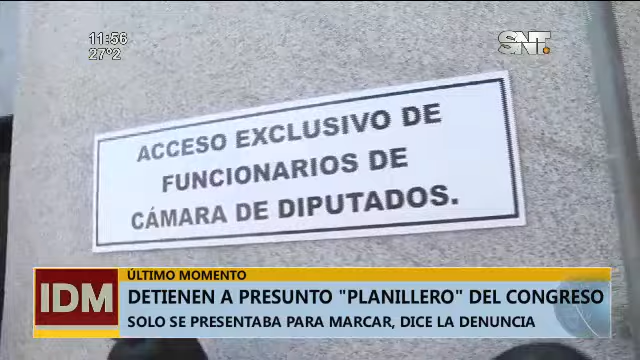 11:56
27°2
SNT.
ACCESO EXCLUSIVO DE
FUNCIONARIOS DE
CÁMARA DE DIPUTADOS.
IDM
ÚLTIMO MOMENTO
DETIENEN A PRESUNTO "PLANILLERO" DEL CONGRESO
SOLO SE PRESENTABA PARA MARCAR, DICE LA DENUNCIA